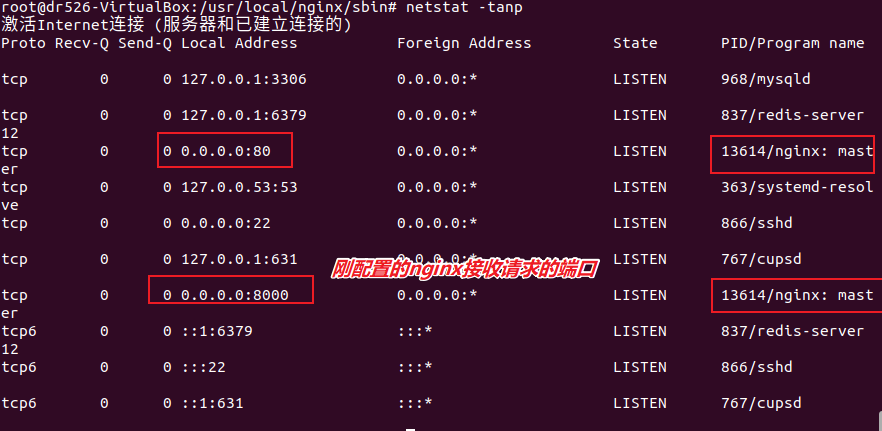 root@dr526-VirtualBox:/usr/local/nginx/sbin# netstat -tanp
激活Internet连接 (服务器和已建立连接的)
Proto Recv-Q Send-Q Local Address           Foreign Address         State       PID/Program name
tcp        0      0 127.0.0.1:3306          0.0.0.0:*               LISTEN      968/mysqld
tcp        0      0 127.0.0.1:6379          0.0.0.0:*               LISTEN      837/redis-server
12
tcp        0      0 0.0.0.0:80              0.0.0.0:*               LISTEN      13614/nginx: mast
er
tcp        0      0 127.0.0.53:53           0.0.0.0:*               LISTEN      363/systemd-resol
ve
tcp        0      0 0.0.0.0:22              0.0.0.0:*               LISTEN      866/sshd
tcp        0      0 127.0.0.1:631           0.0.0.0:*               LISTEN      767/cupsd
刚配置的nginx接收请求的端口
tcp        0      0 0.0.0.0:8000            0.0.0.0:*               LISTEN      13614/nginx: mast
er
tcp6       0      0 ::1:6379                :::*                    LISTEN      837/redis-server
12
tcp6       0      0 :::22                   :::*                    LISTEN      866/sshd
tcp6       0      0 ::1:631                 :::*                    LISTEN      767/cupsd